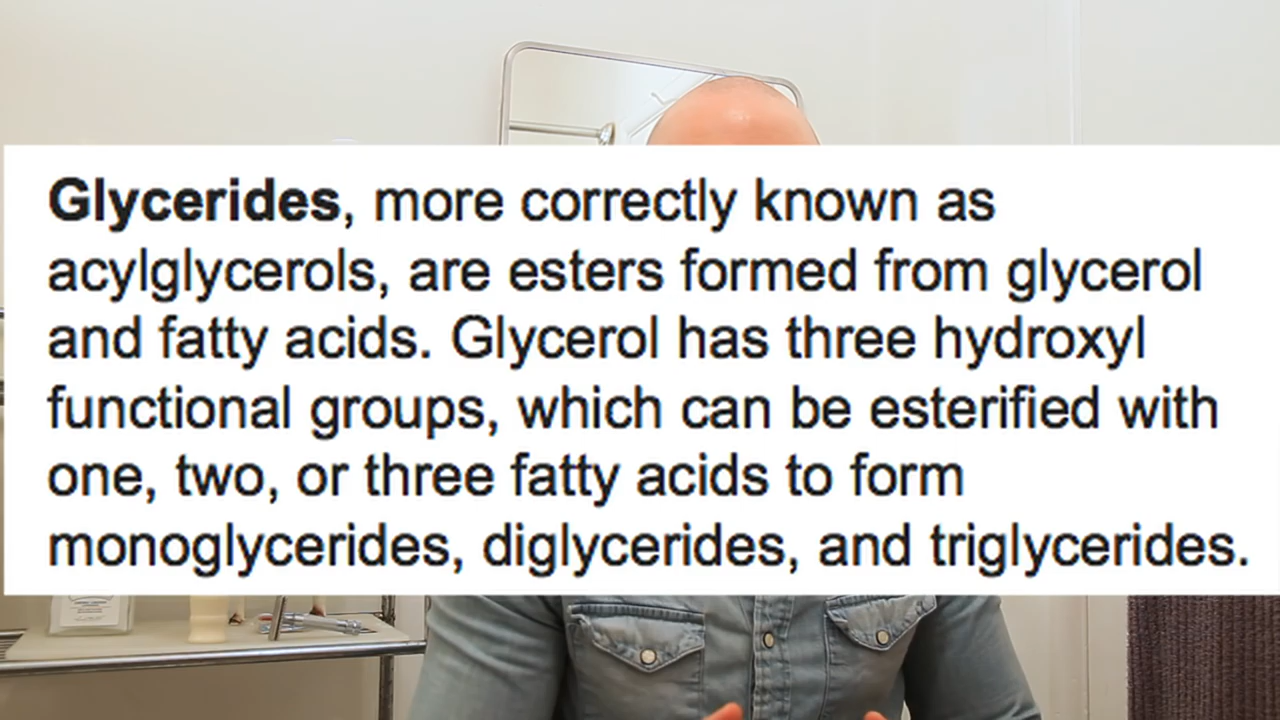 Glycerides, more correctly known as
acylglycerols, are esters formed from glycerol
and fatty acids. Glycerol has three hydroxyl
functional groups, which can be esterified with
one, two, or three fatty acids to form
monoglycerides, diglycerides, and triglycerides.